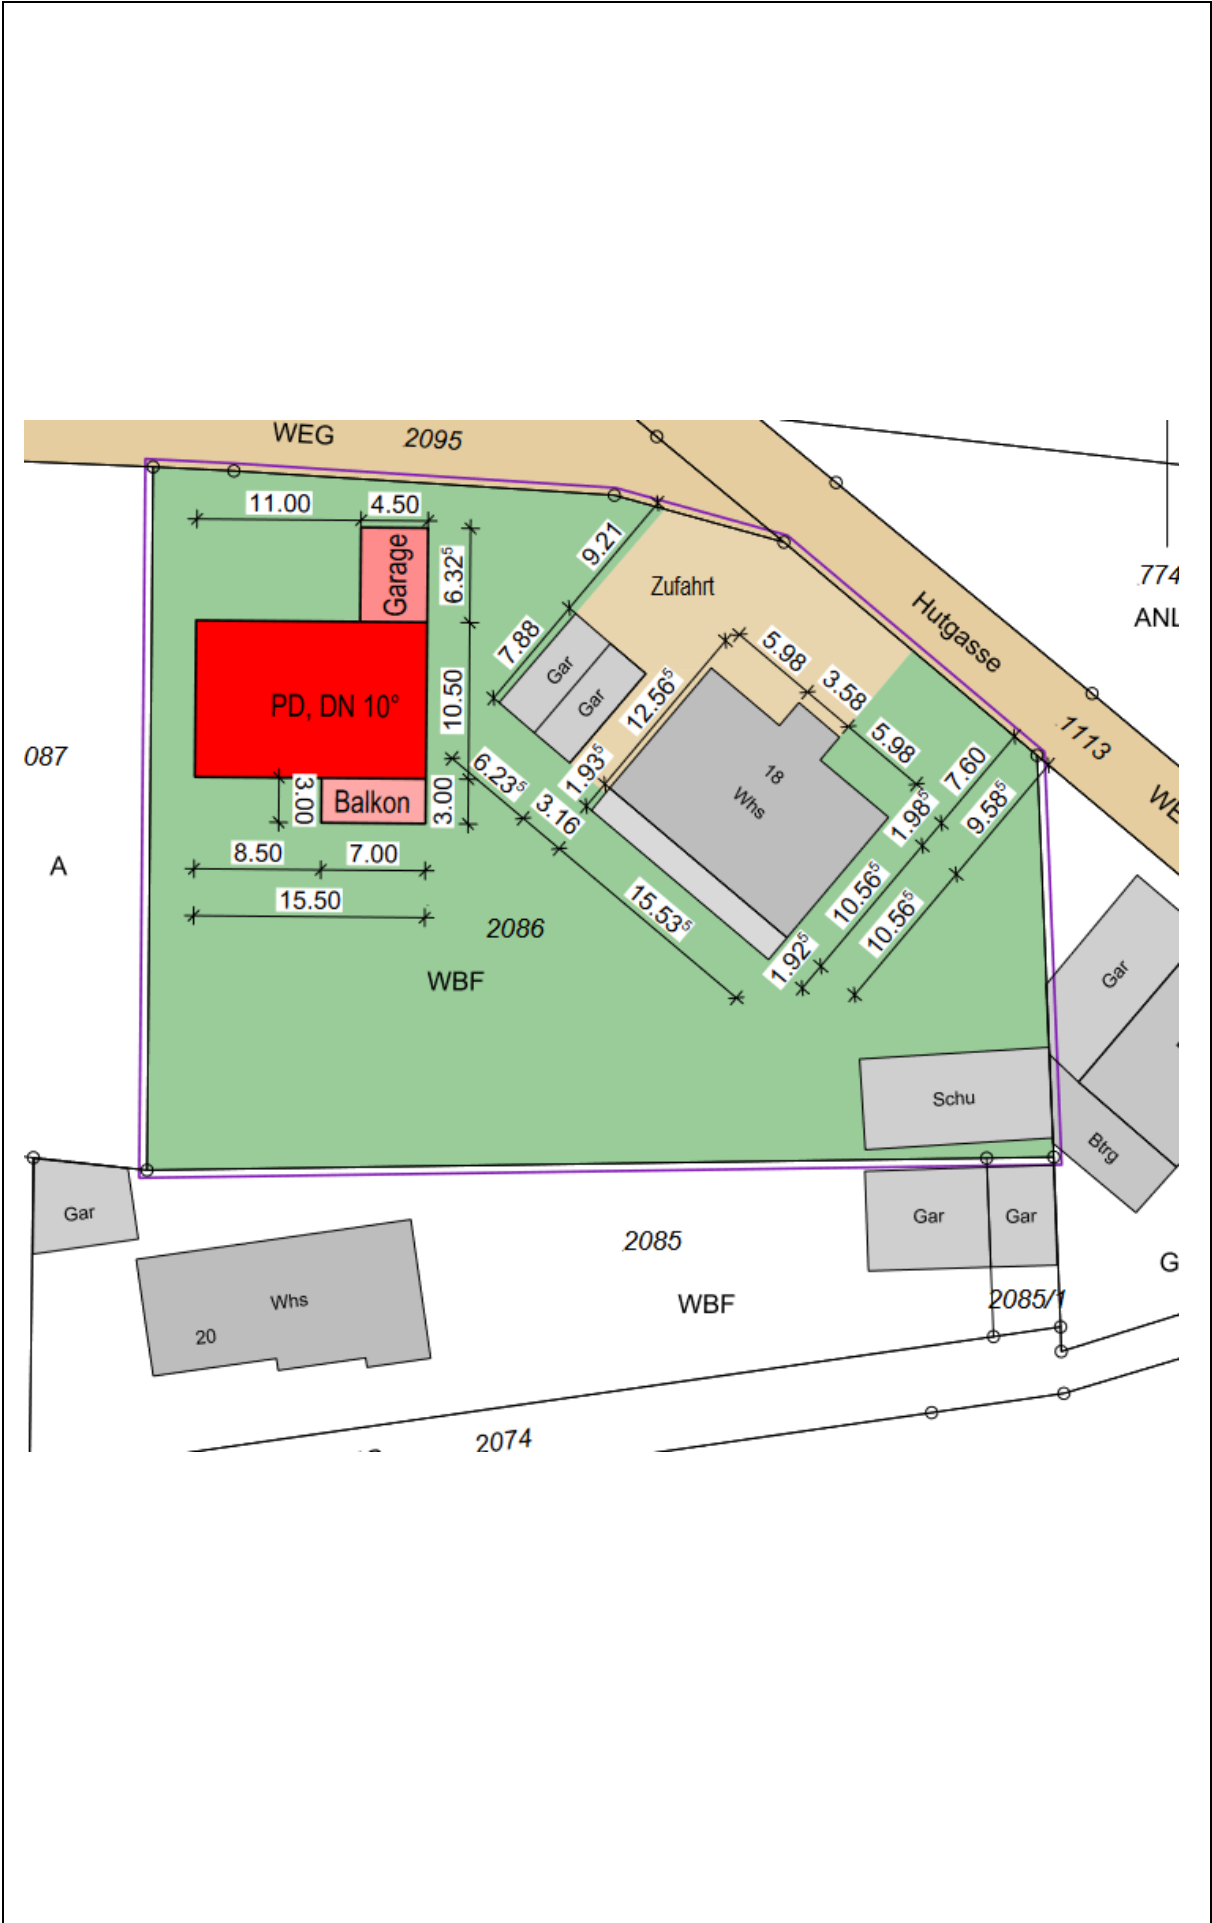 WEG
2095
11.00
4.50
Garage
6.32⁵
9.21
Zufahrt
Hutgasse
774
ANL
7.88
Gar
Gar
12.56⁵
5.98
3.58
5.98
PD, DN 10°
10.50
087
1113
WE
18
Whs
7.60
1.98⁵
9.58⁵
6.23⁵
3.16
1.93⁵
3.00
Balkon
3.00
8.50
7.00
15.50
A
2086
WBF
15.53⁵
10.56⁵
10.56⁵
1.92⁵
Gar
Schu
Btrg
Gar
Gar
Gar
2085
WBF
2085/1
G
Whs
20
2074